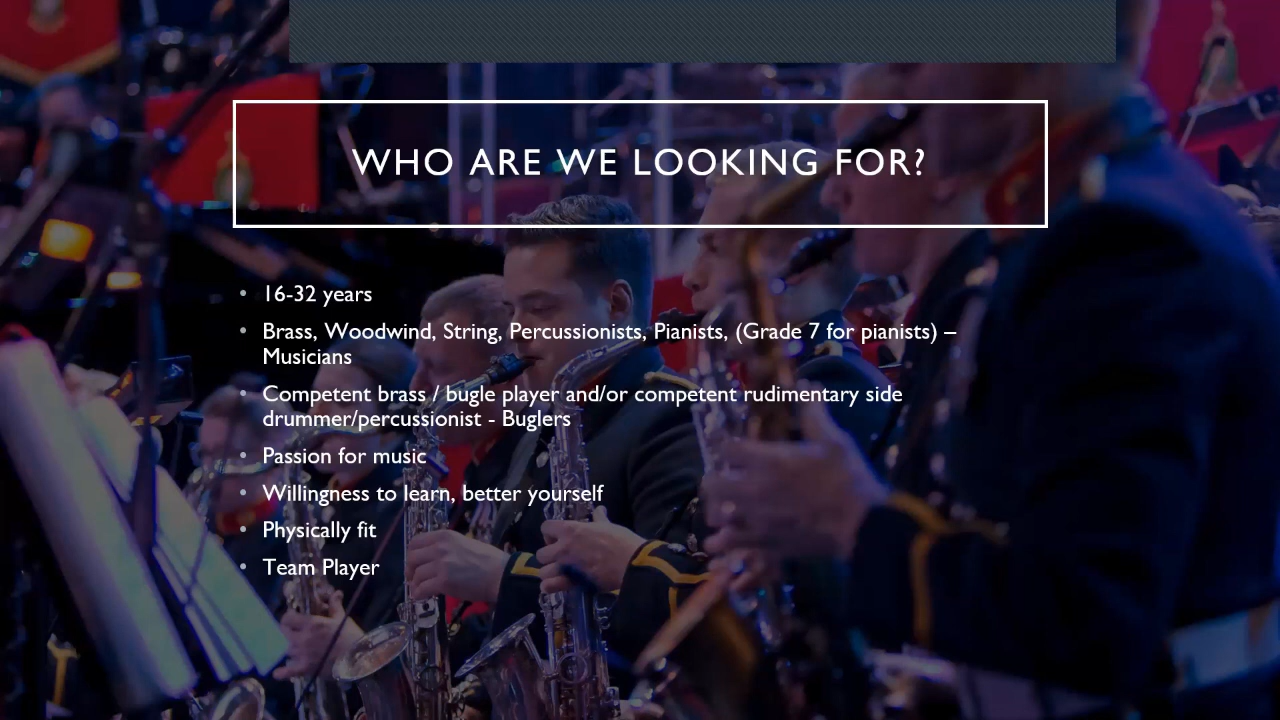 WHO ARE WE LOOKING FOR?
• 16-32 years
• Brass, Woodwind, String, Percussionists, Pianists, (Grade 7 for pianists) –
Musicians
• Competent brass / bugle player and/or competent rudimentary side
drummer/percussionist - Buglers
• Passion for music
• Willingness to learn, better yourself
• Physically fit
• Team Player